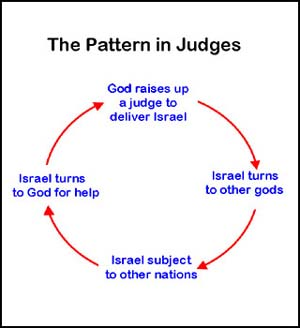 The Pattern in Judges
God raises up
a judge to
deliver Israel
Israel turns
to other gods
Israel subject
to other nations
Israel turns
to God for help